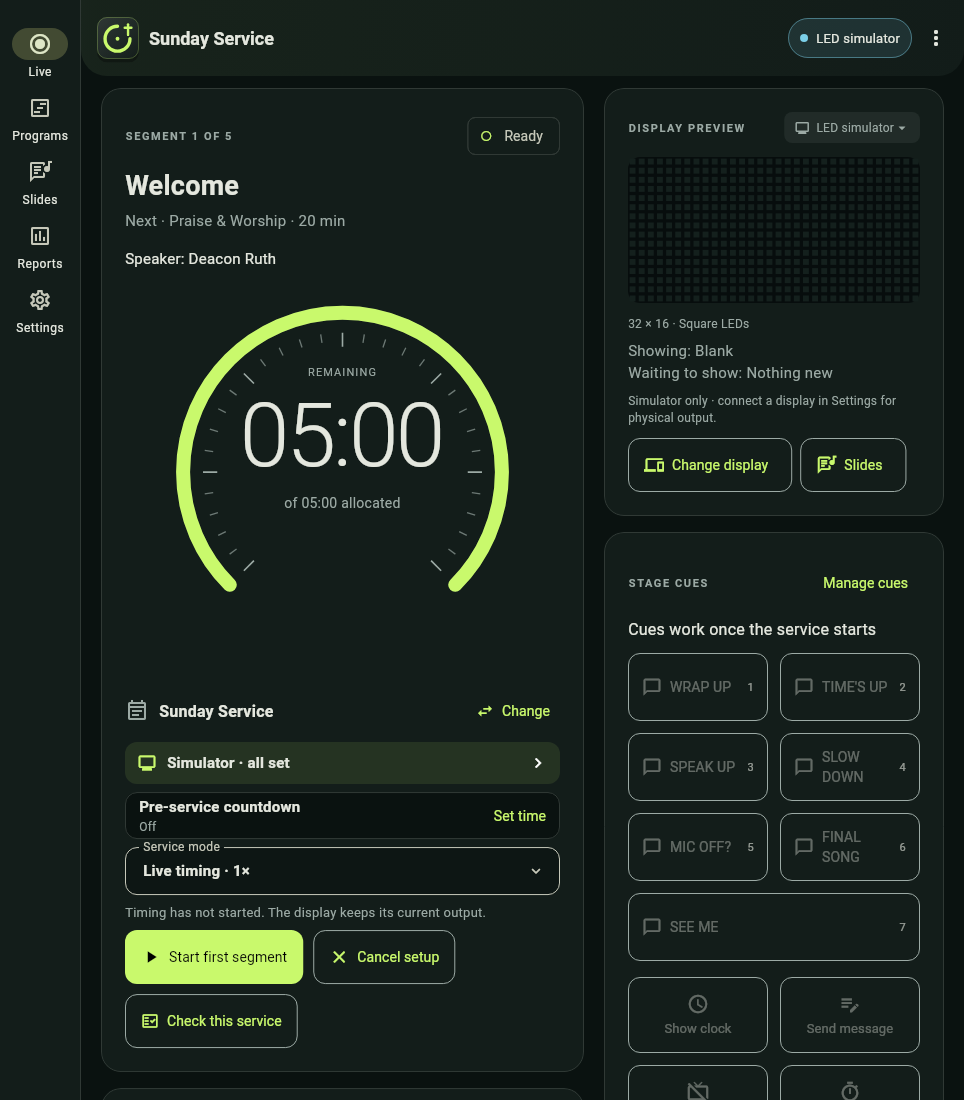 Sunday Service
LED simulator
Live
Programs
Slides
Reports
Settings
SEGMENT 1 OF 5
Ready
Welcome
Next · Praise & Worship · 20 min
Speaker: Deacon Ruth
REMAINING
05:00
of 05:00 allocated
Sunday Service
Change
Simulator · all set
Pre-service countdown
Off
Set time
Service mode
Live timing · 1×
Timing has not started. The display keeps its current output.
Start first segment
Cancel setup
Check this service
DISPLAY PREVIEW
LED simulator
32 × 16 · Square LEDs
Showing: Blank
Waiting to show: Nothing new
Simulator only · connect a display in Settings for
physical output.
Change display
Slides
STAGE CUES
Manage cues
Cues work once the service starts
WRAP UP 1
TIME'S UP 2
SPEAK UP 3
SLOW
DOWN 4
MIC OFF? 5
FINAL
SONG 6
SEE ME 7
Show clock
Send message